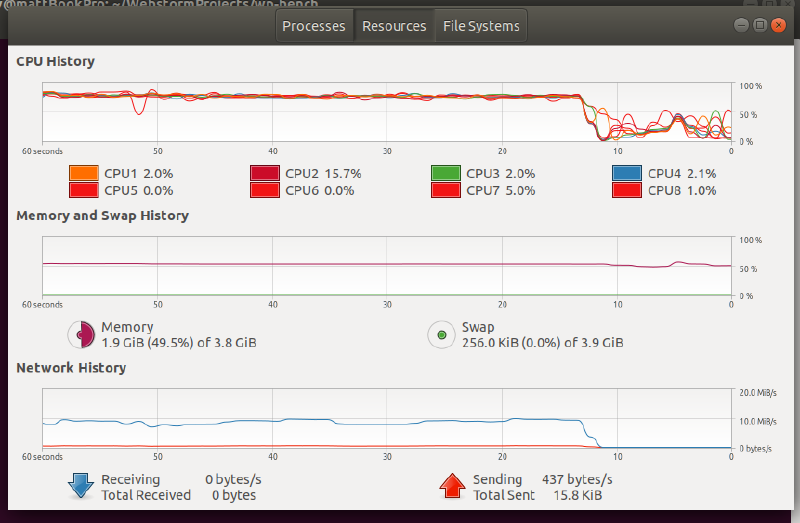 @mattBookPro: ~/WebstormProjects/wp-bench
Processes Resources File Systems
CPU History
100 %
50 %
0 %
60 seconds 50 40 30 20 10 0
CPU1 2.0% CPU2 15.7% CPU3 2.0% CPU4 2.1%
CPU5 0.0% CPU6 0.0% CPU7 5.0% CPU8 1.0%
Memory and Swap History
100 %
50 %
0 %
60 seconds 50 40 30 20 10 0
Memory Swap
1.9 GiB (49.5%) of 3.8 GiB 256.0 KiB (0.0%) of 3.9 GiB
Network History
20.0 MiB/s
10.0 MiB/s
0 bytes/s
60 seconds 50 40 30 20 10 0
Receiving 0 bytes/s Sending 437 bytes/s
Total Received 0 bytes Total Sent 15.8 KiB